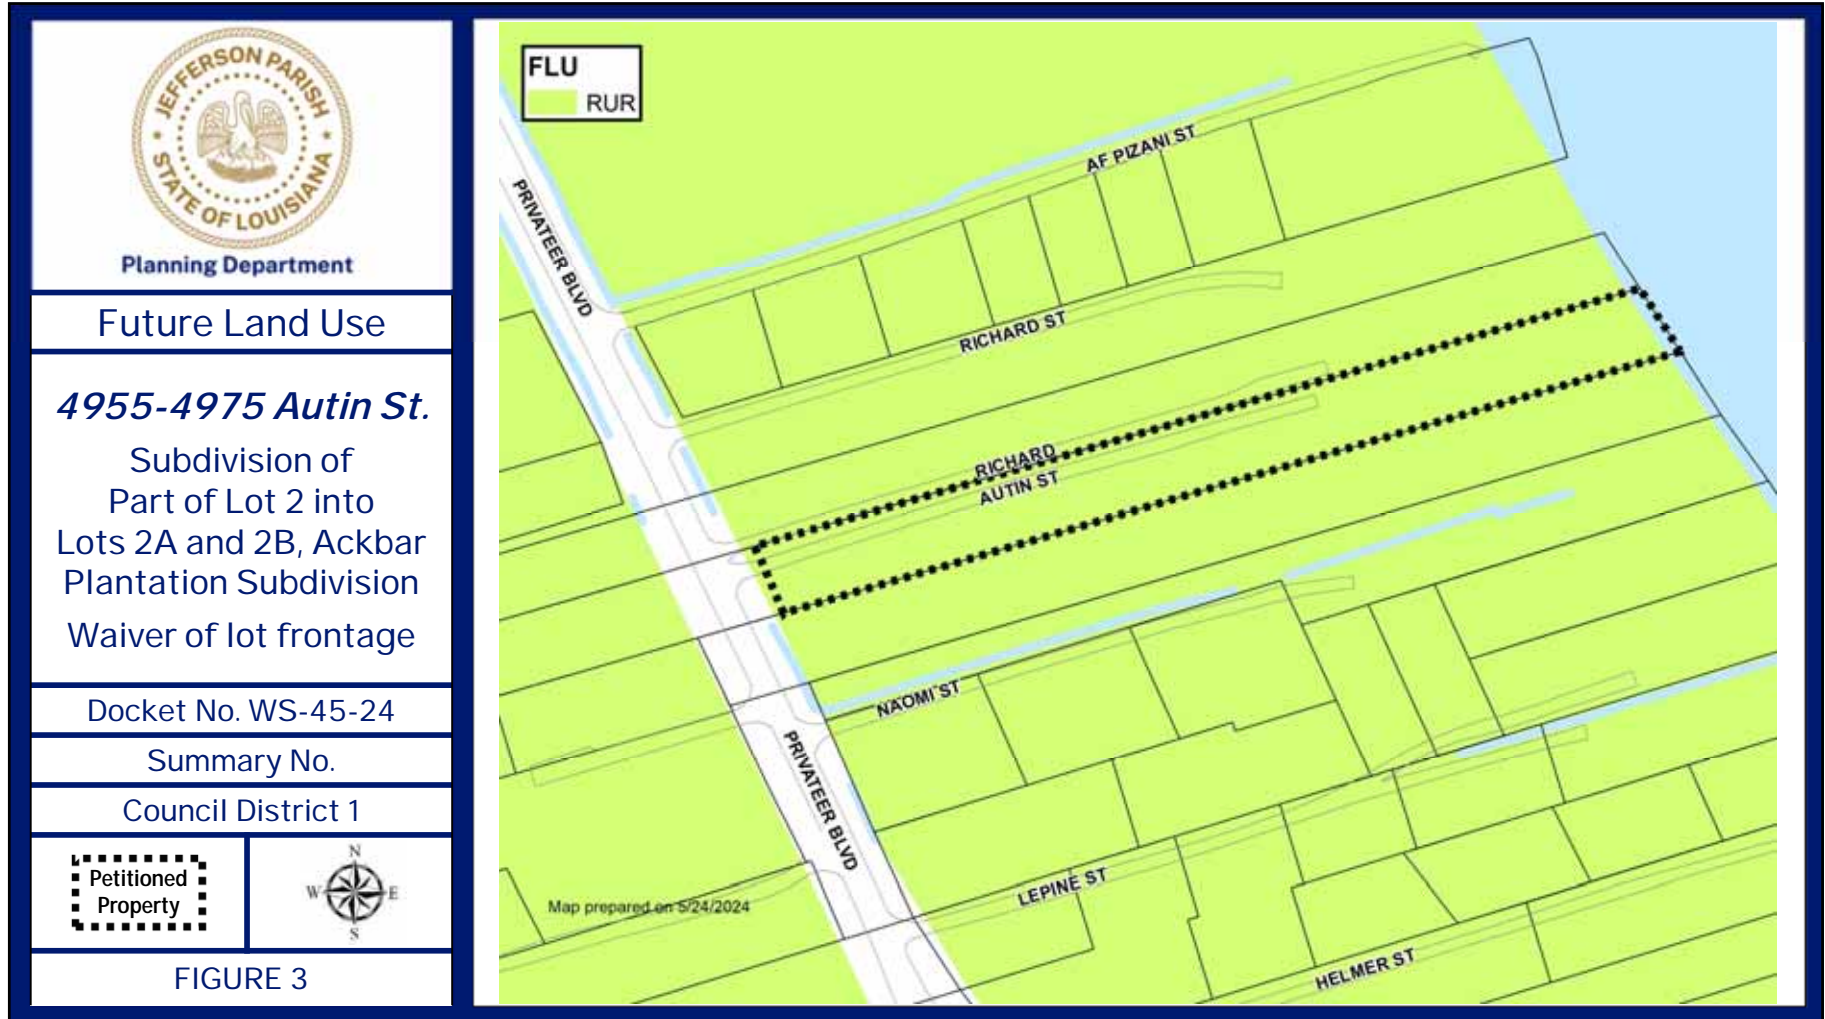 JEFFERSON PARISH
STATE OF LOUISIANA
Planning Department
Future Land Use
4955-4975 Autin St.
Subdivision of
Part of Lot 2 into
Lots 2A and 2B, Ackbar
Plantation Subdivision
Waiver of lot frontage
Docket No. WS-45-24
Summary No.
Council District 1
Petitioned
Property
N
W
E
S
FIGURE 3
FLU
RUR
AF PIZANI ST
PRIVATEER BLVD
RICHARD ST
RICHARD
AUTIN ST
NAOMI ST
PRIVATEER BLVD
LEPINE ST
Map prepared on 5/24/2024
HELMER ST